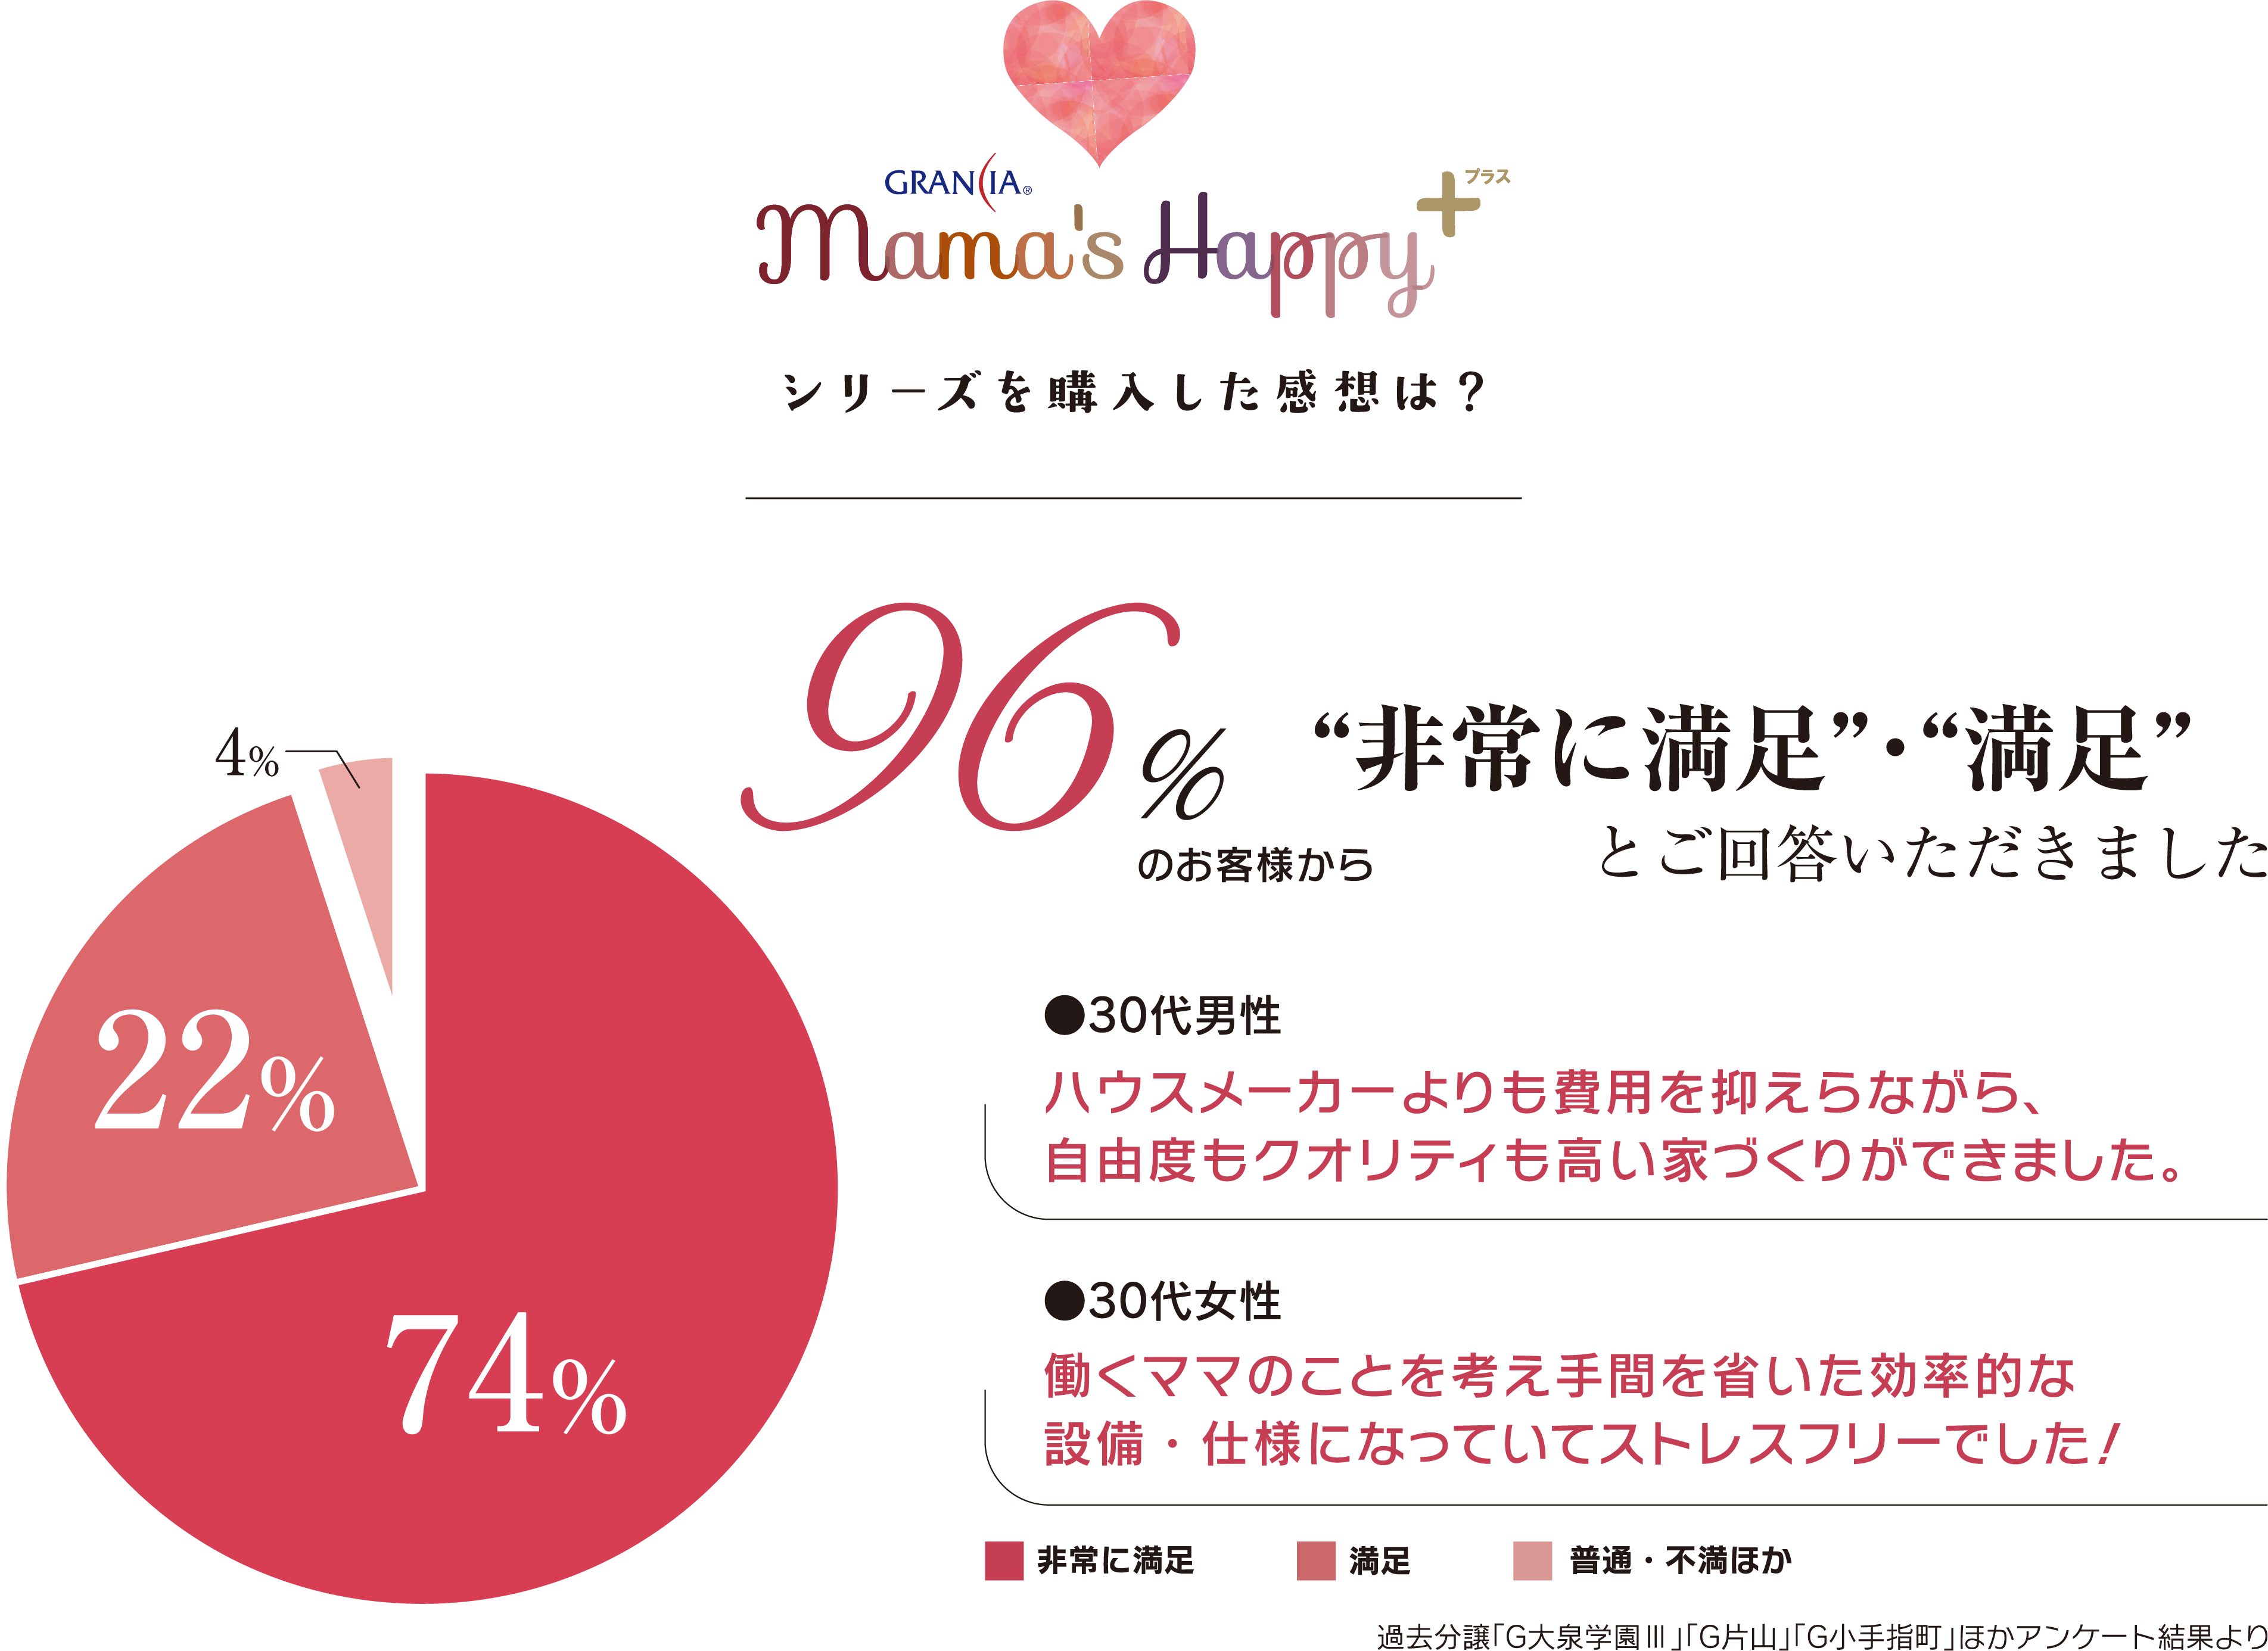 GRANCIA®
Mama's Happy+プラス
シリーズを購入した感想は？
96%
のお客様から
“非常に満足”・“満足”
とご回答いただきました
4%
22%
74%
●30代男性
ハウスメーカーよりも費用を抑えらながら、
自由度もクオリティも高い家づくりができました。
●30代女性
働くママのことを考え手間を省いた効率的な
設備・仕様になっていてストレスフリーでした！
非常に満足
満足
普通・不満ほか
過去分譲「G大泉学園Ⅲ」「G片山」「G小手指町」ほかアンケート結果より